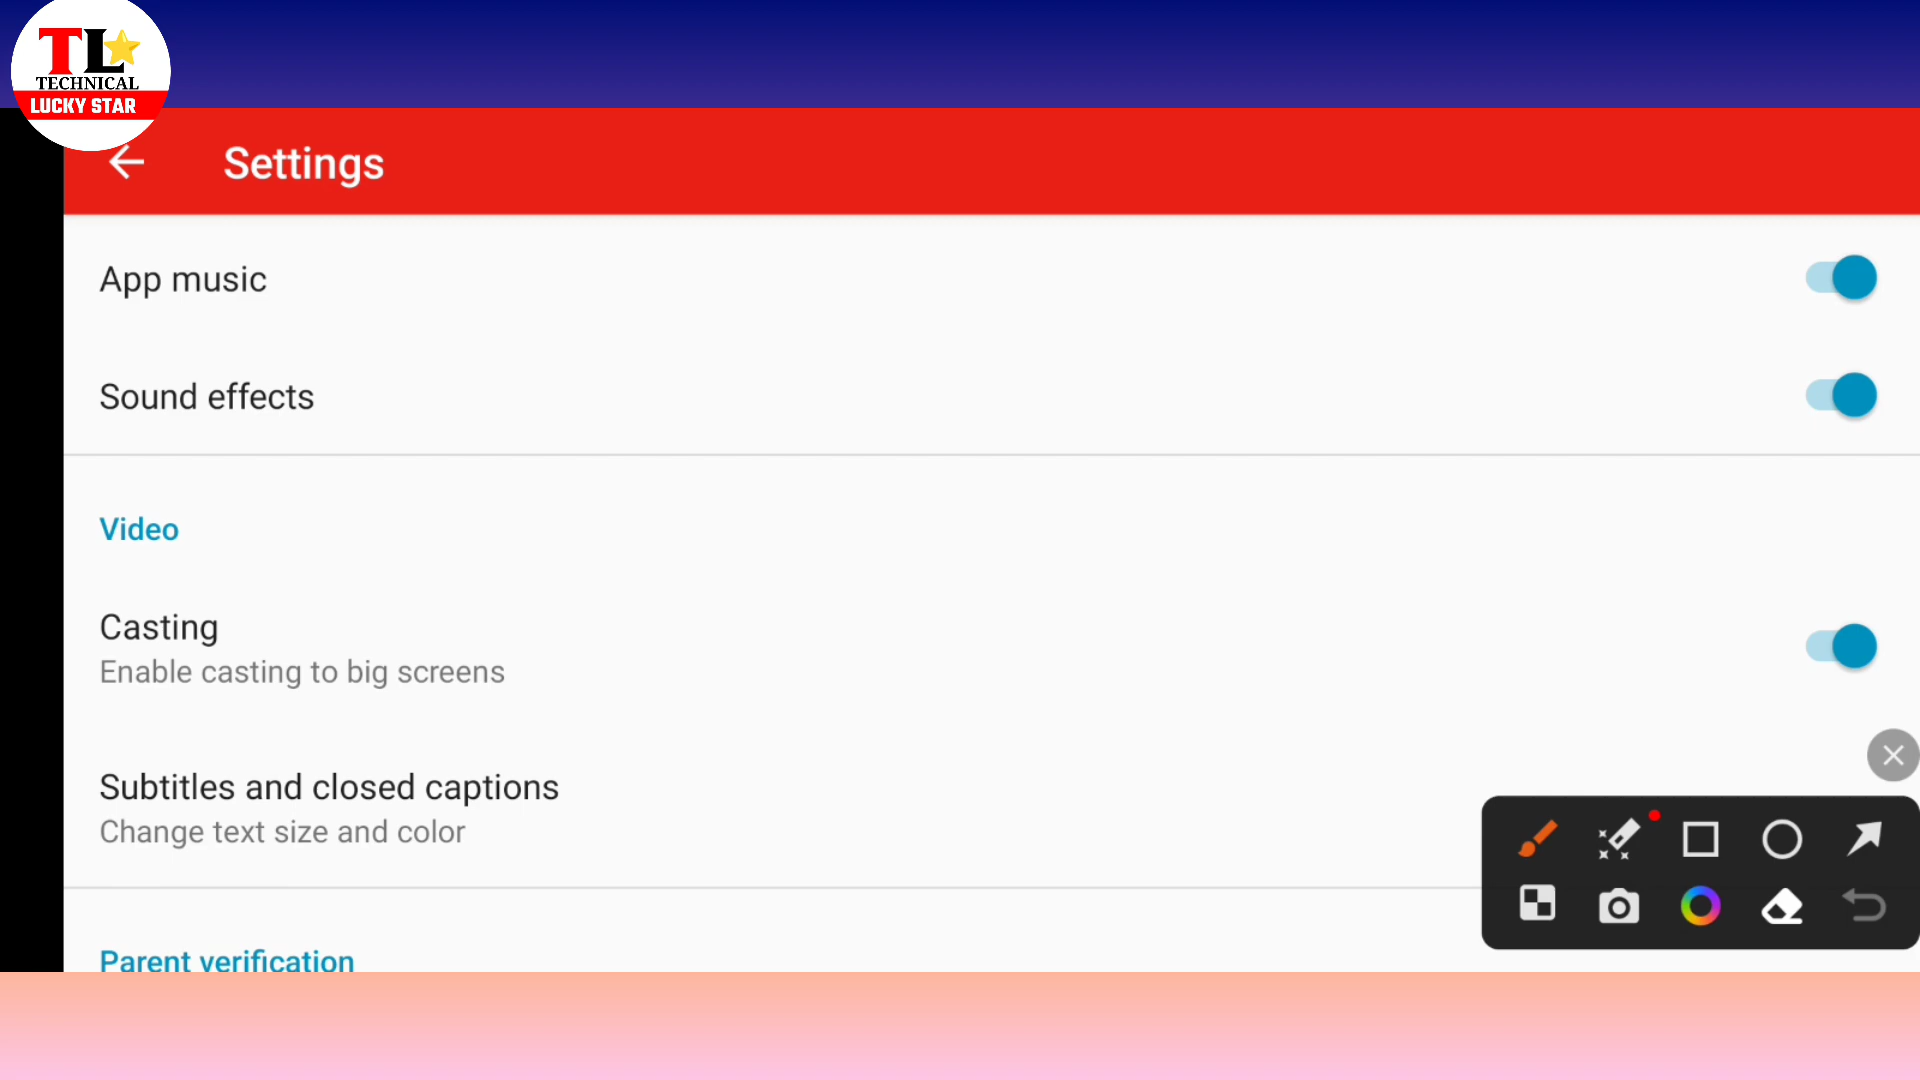 TL
TECHNICAL
LUCKY STAR
Settings
App music
Sound effects
Video
Casting
Enable casting to big screens
Subtitles and closed captions
Change text size and color
Parent verification